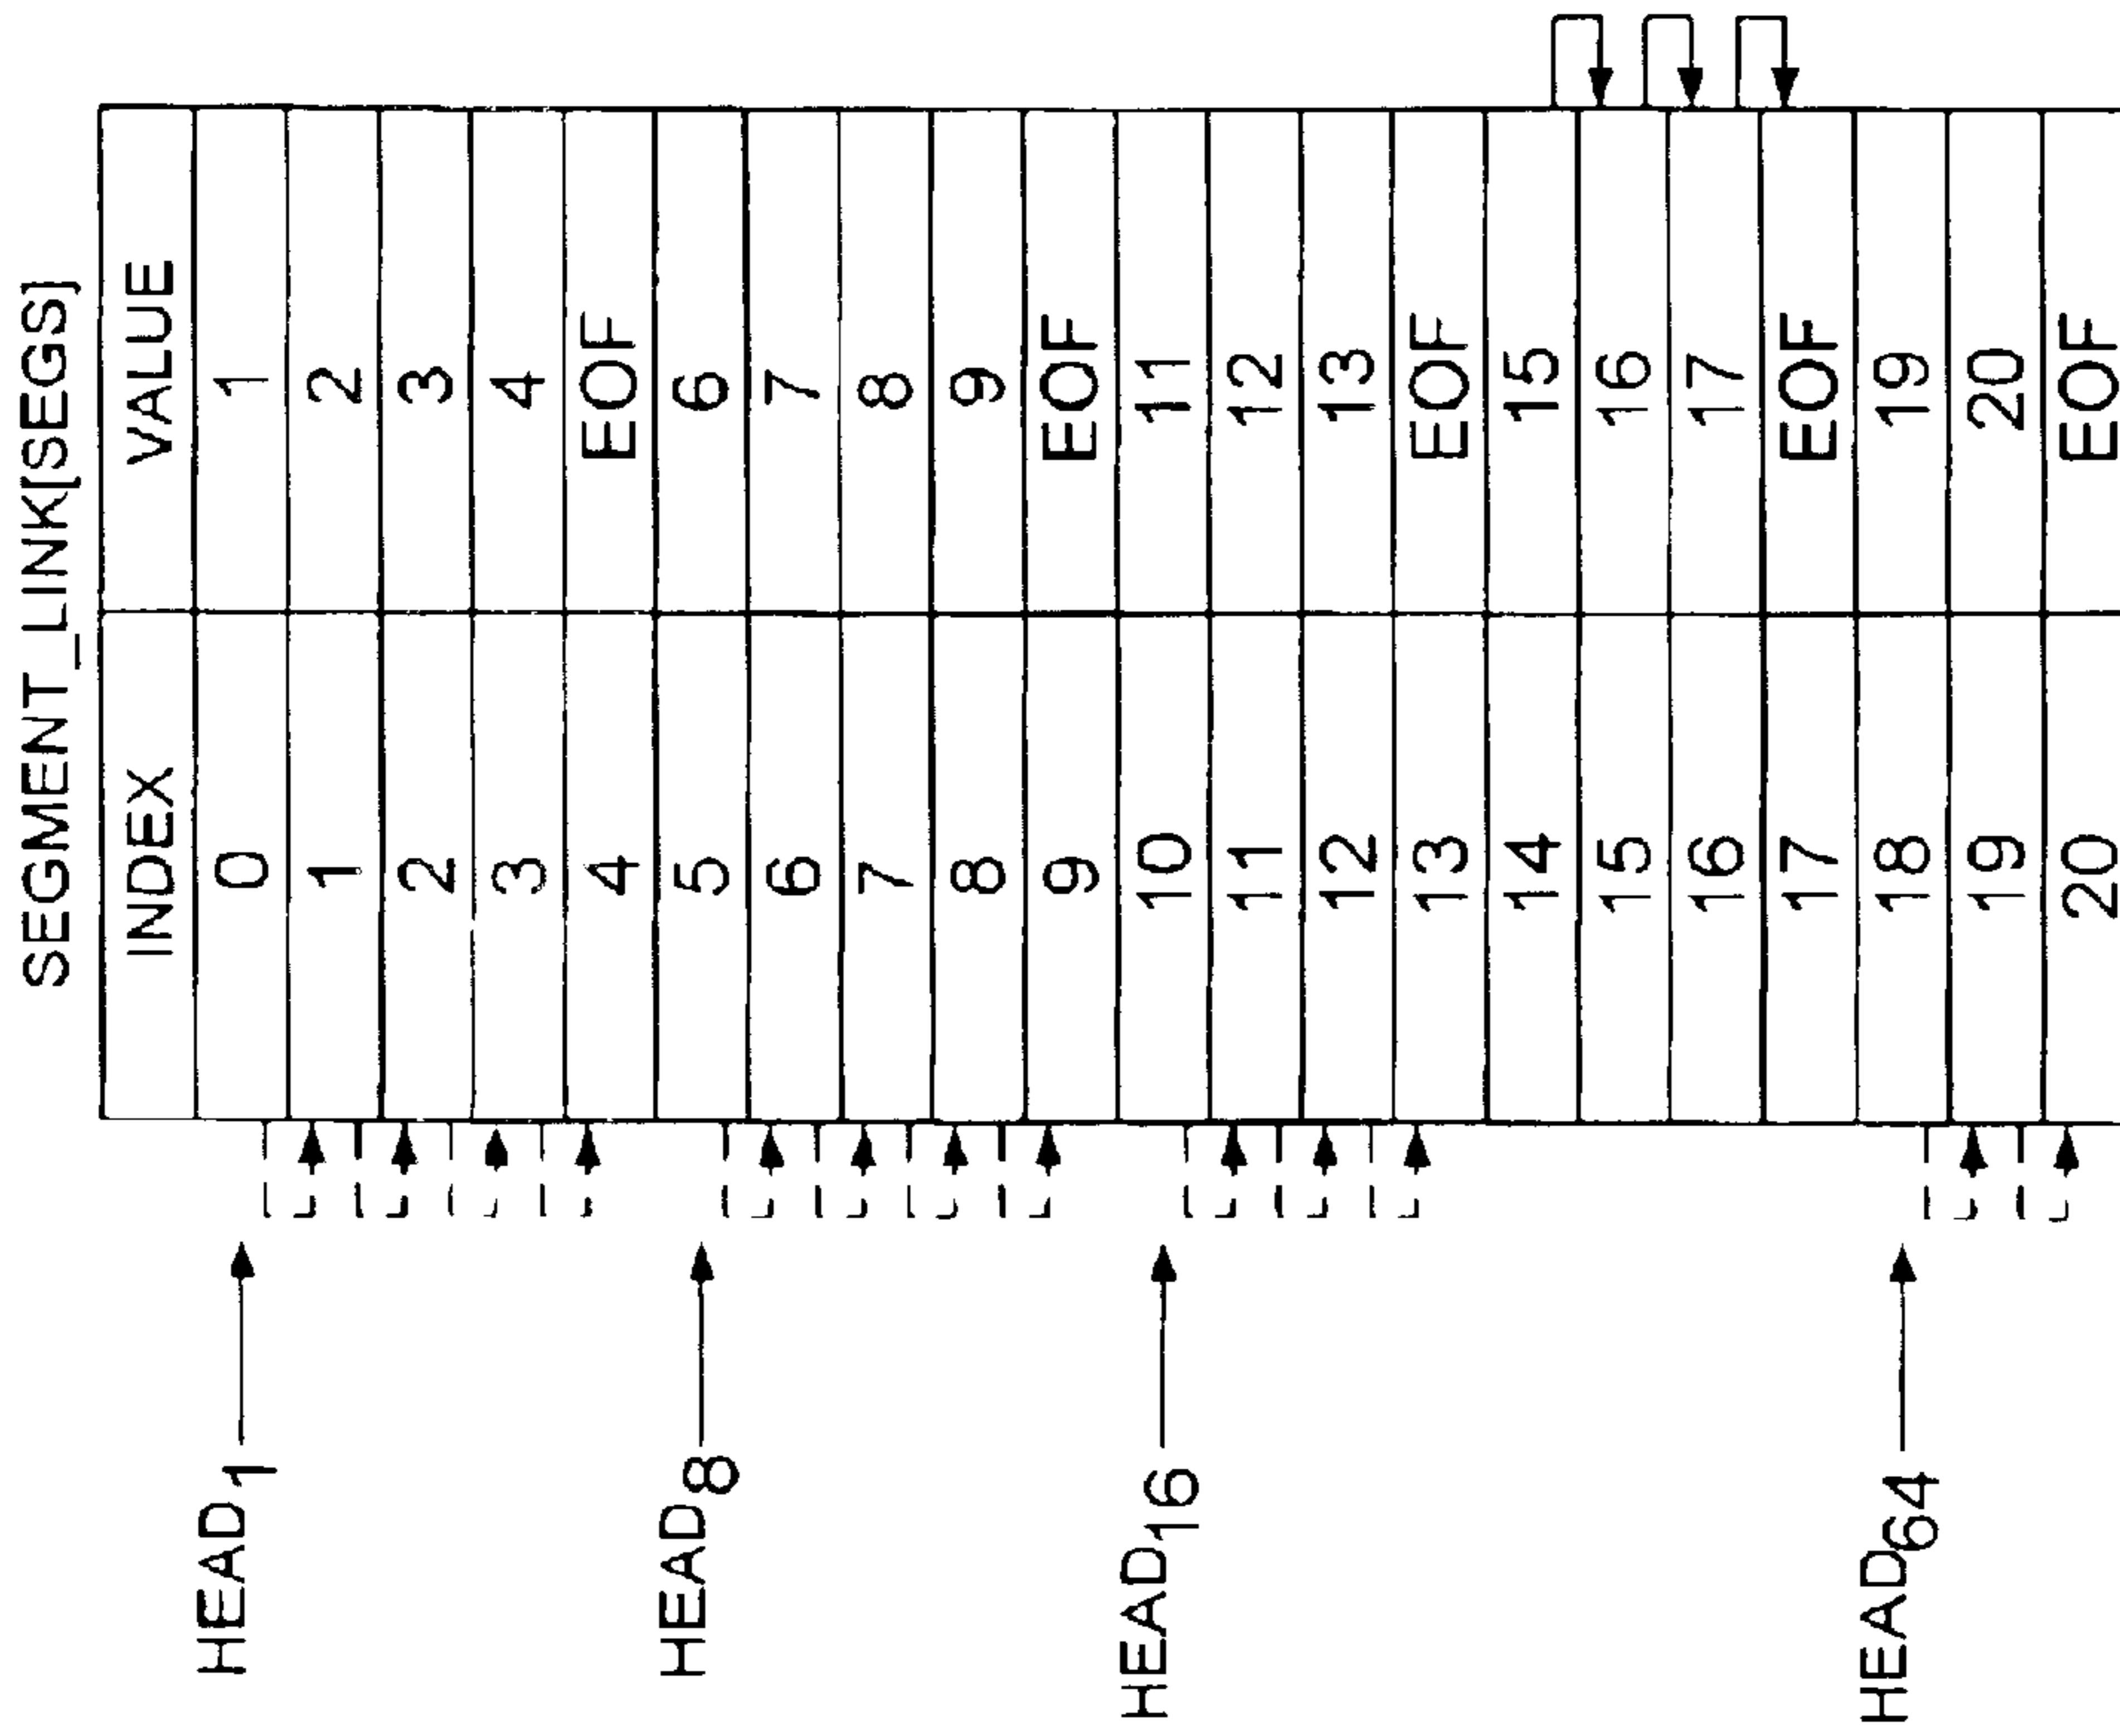 SEGMENT_LINK[SEGS]
INDEX VALUE
HEAD1 0 1
1 2
2 3
3 4
4 EOF
HEAD8 5 6
6 7
7 8
8 9
9 EOF
HEAD16 10 11
11 12
12 13
13 EOF
14 15
15 16
16 17
17 EOF
HEAD64 18 19
19 20
20 EOF